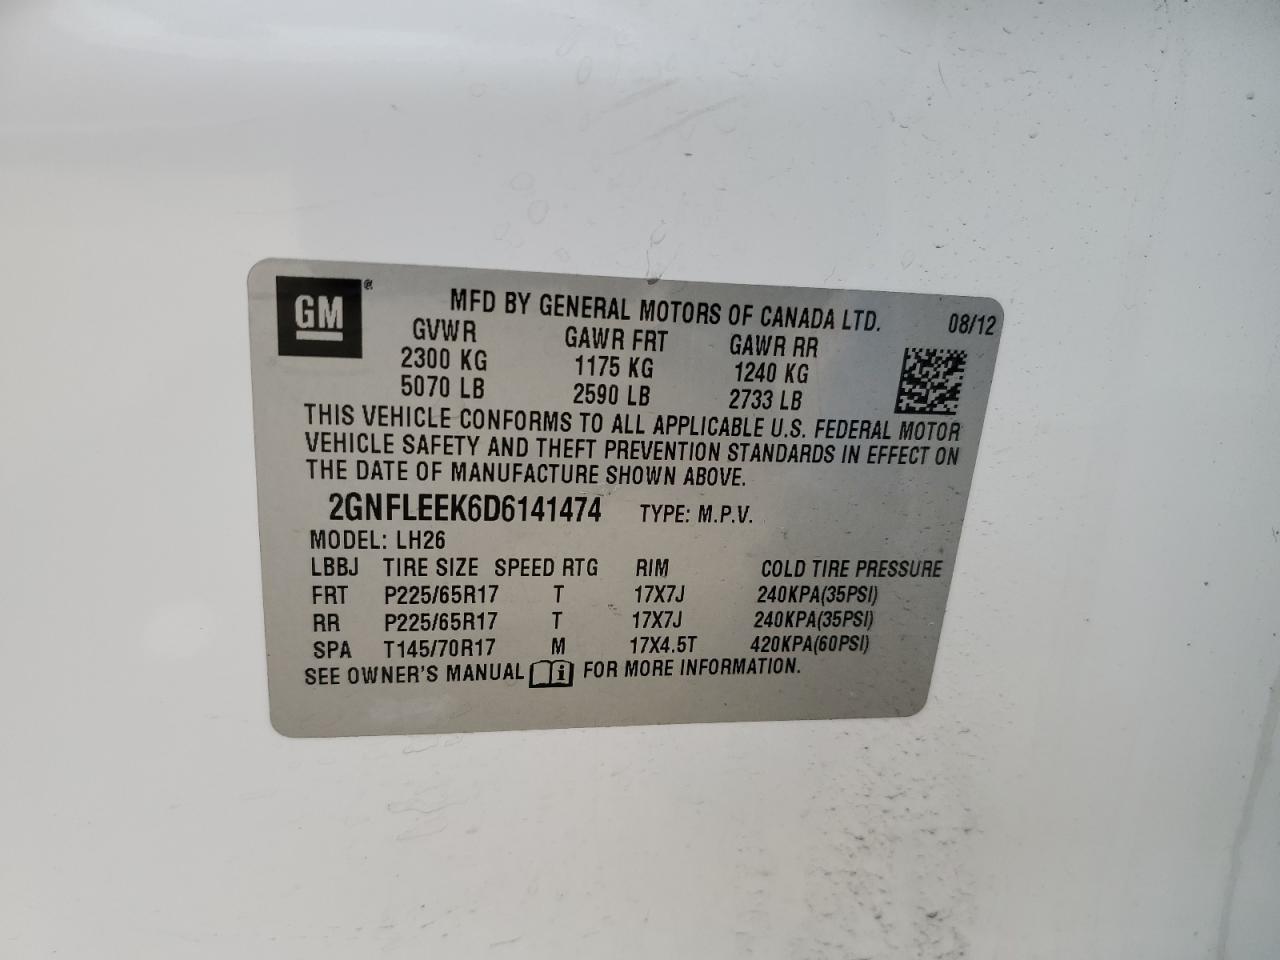 GM ®
MFD BY GENERAL MOTORS OF CANADA LTD. 08/12
GVWR GAWR FRT GAWR RR
2300 KG 1175 KG 1240 KG
5070 LB 2590 LB 2733 LB
THIS VEHICLE CONFORMS TO ALL APPLICABLE U.S. FEDERAL MOTOR
VEHICLE SAFETY AND THEFT PREVENTION STANDARDS IN EFFECT ON
THE DATE OF MANUFACTURE SHOWN ABOVE.
2GNFLEEK6D6141474 TYPE: M.P.V.
MODEL: LH26
LBBJ TIRE SIZE SPEED RTG RIM COLD TIRE PRESSURE
FRT P225/65R17 T 17X7J 240KPA(35PSI)
RR P225/65R17 T 17X7J 240KPA(35PSI)
SPA T145/70R17 M 17X4.5T 420KPA(60PSI)
SEE OWNER'S MANUAL i FOR MORE INFORMATION.